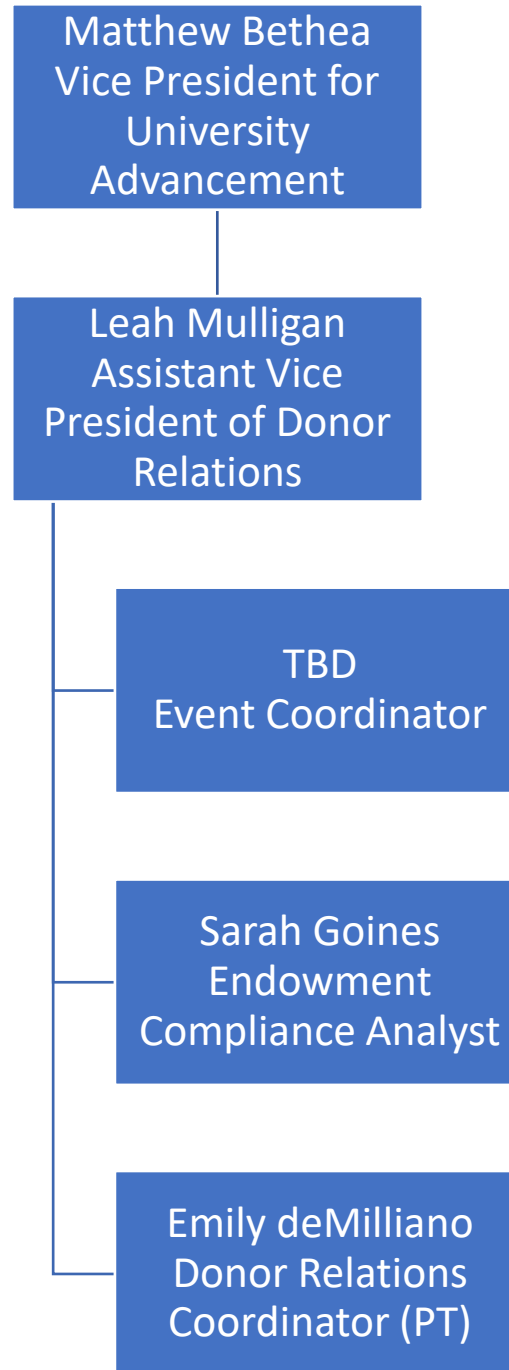 Matthew Bethea
Vice President for
University
Advancement
Leah Mulligan
Assistant Vice
President of Donor
Relations
TBD
Event Coordinator
Sarah Goines
Endowment
Compliance Analyst
Emily deMilliano
Donor Relations
Coordinator (PT)